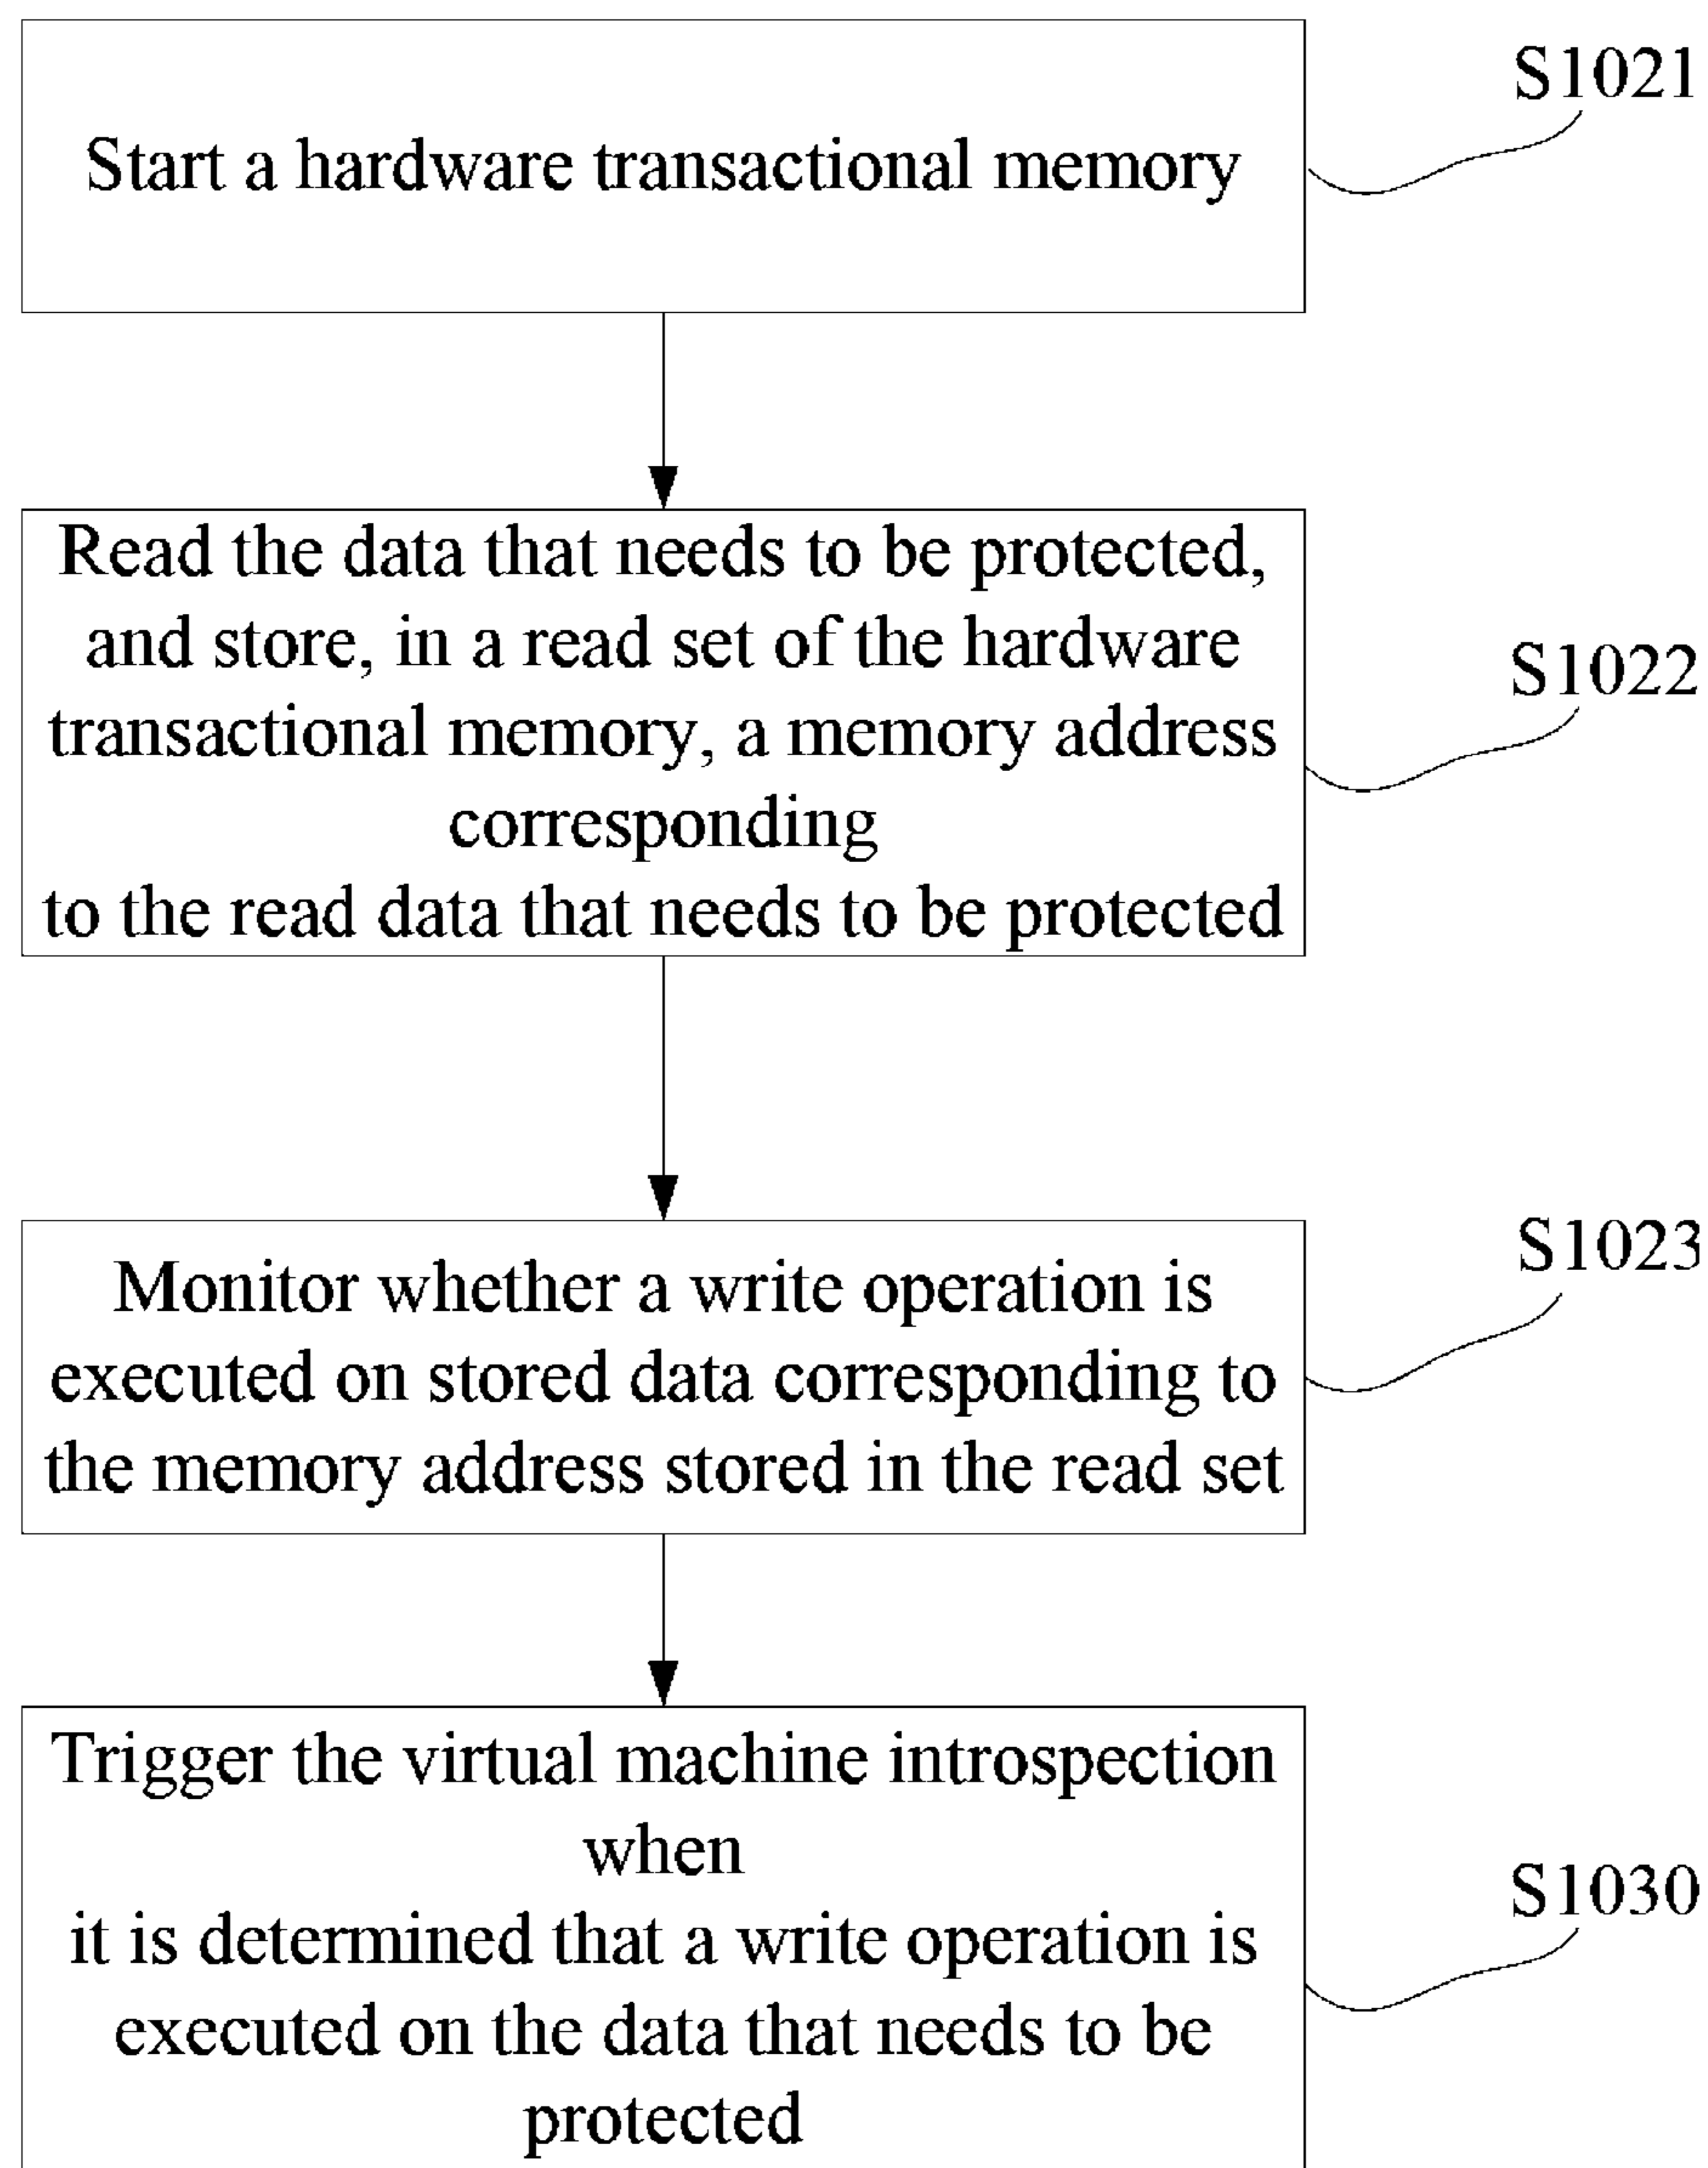 S1021
Start a hardware transactional memory
Read the data that needs to be protected,
and store, in a read set of the hardware
S1022
transactional memory, a memory address
corresponding
to the read data that needs to be protected
S1023
Monitor whether a write operation is
executed on stored data corresponding to
the memory address stored in the read set
Trigger the virtual machine introspection
when
S1030
it is determined that a write operation is
executed on the data that needs to be
protected